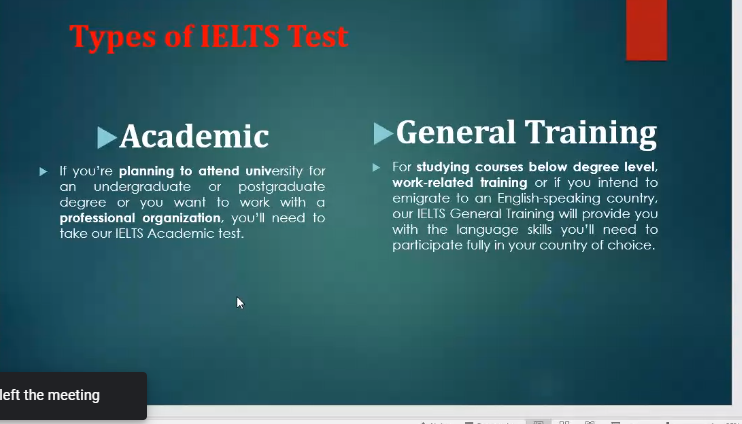 Types of IELTS Test
Academic
If you're planning to attend university for
an undergraduate or postgraduate
degree or you want to work with a
professional organization, you'll need to
take our IELTS Academic test.
General Training
For studying courses below degree level,
work-related training or if you intend to
emigrate to an English-speaking country,
our IELTS General Training will provide you
with the language skills you'll need to
participate fully in your country of choice.
left the meeting